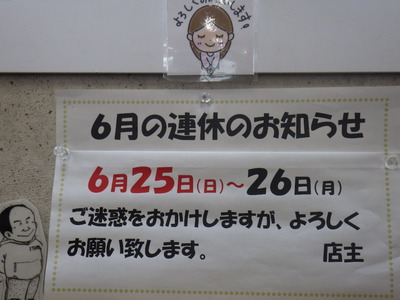 よろしくお願いします
6月の連休のお知らせ
6月25日(日)～26日(月)
ご迷惑をおかけしますが、よろしく
お願い致します。 店主